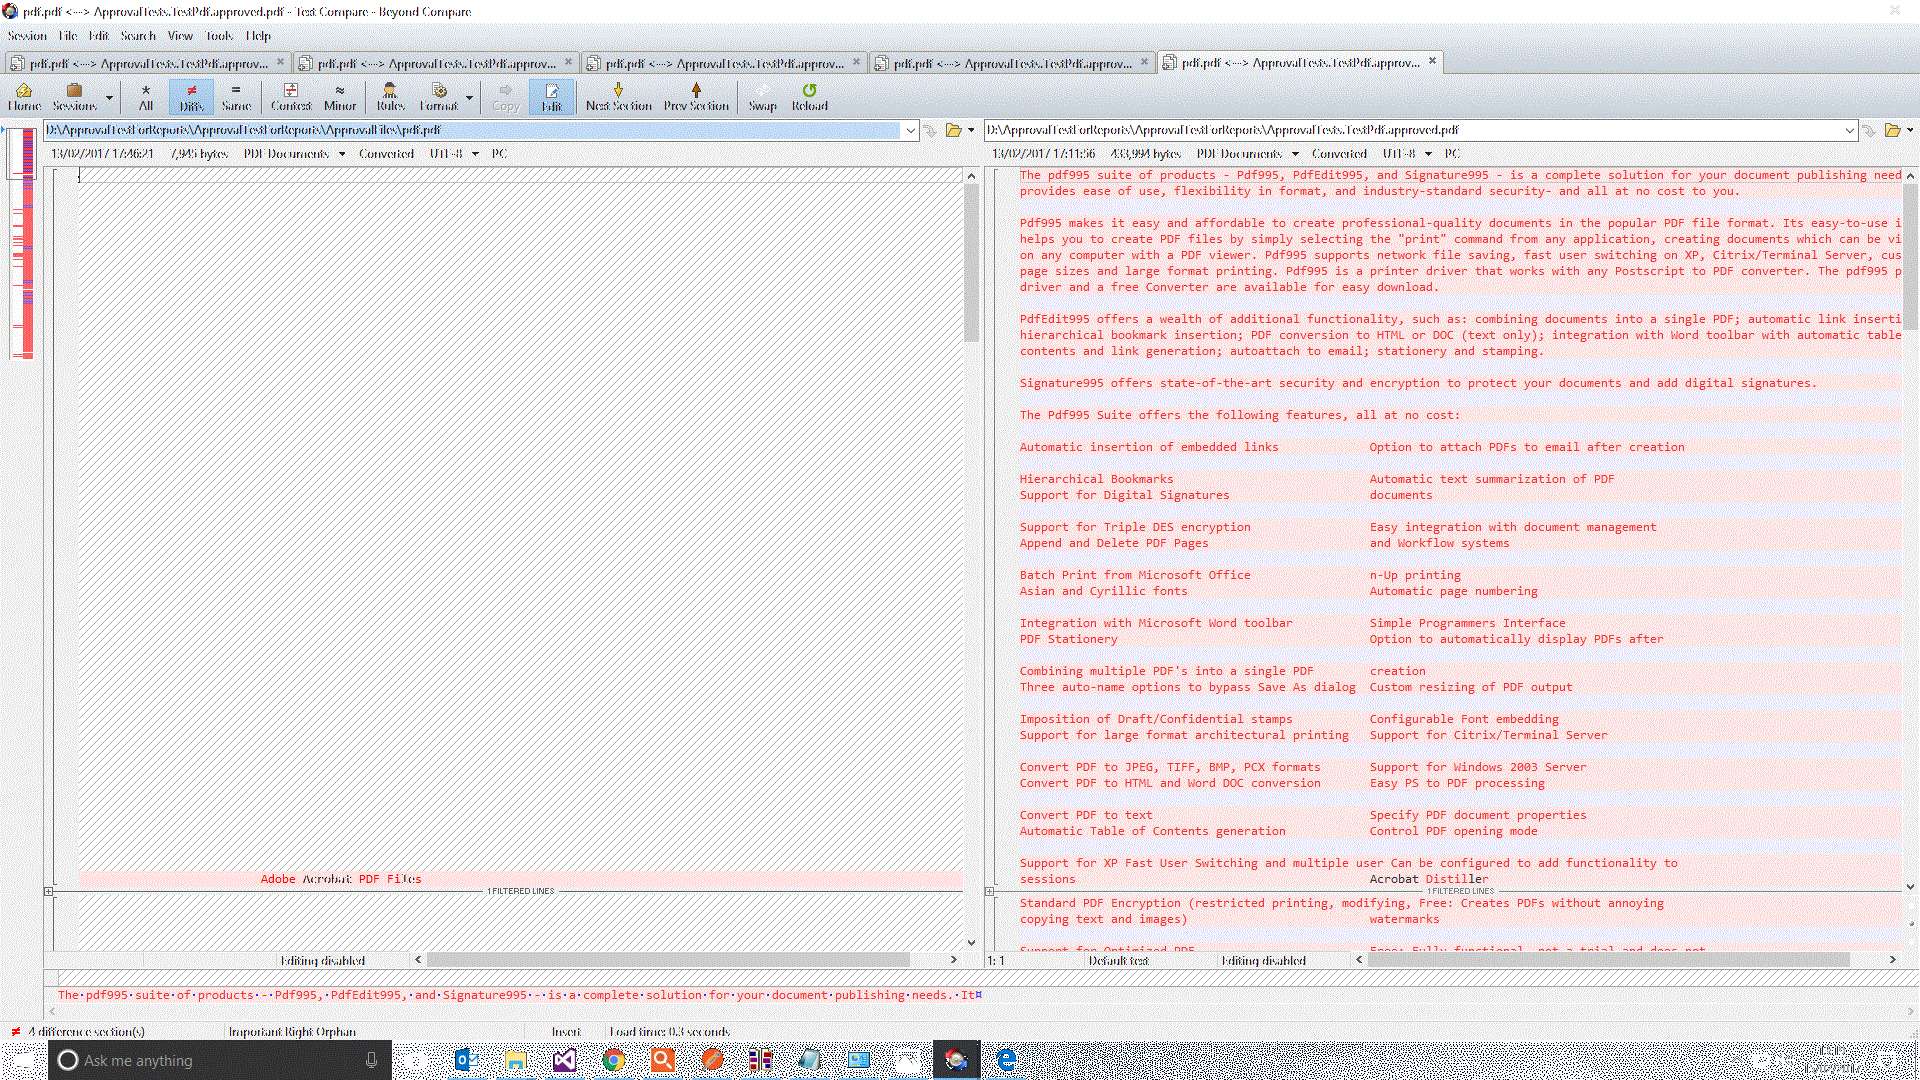 pdf.pdf <---> ApprovalTests.TestPdf.approved.pdf - Text Compare - Beyond Compare
Session File Edit Search View Tools Help
pdf.pdf <---> ApprovalTests.TestPdf.approv... pdf.pdf <---> ApprovalTests.TestPdf.approv... pdf.pdf <---> ApprovalTests.TestPdf.approv... pdf.pdf <---> ApprovalTests.TestPdf.approv... pdf.pdf <---> ApprovalTests.TestPdf.approv...
Home Sessions All Diffs Same Context Minor Rules Format Copy Edit Next Section Prev Section Swap Reload
D:\ApprovalTestForReports\ApprovalTestForReports\ApprovalFiles\pdf.pdf
13/02/2017 17:46:21 7,945 bytes PDF Documents Converted UTF-8 PC
Adobe Acrobat PDF Files
1 FILTERED LINES
Editing disabled
D:\ApprovalTestForReports\ApprovalTestForReports\ApprovalTests.TestPdf.approved.pdf
13/02/2017 17:11:56 433,994 bytes PDF Documents Converted UTF-8 PC
The pdf995 suite of products - Pdf995, PdfEdit995, and Signature995 - is a complete solution for your document publishing need
provides ease of use, flexibility in format, and industry-standard security- and all at no cost to you.
Pdf995 makes it easy and affordable to create professional-quality documents in the popular PDF file format. Its easy-to-use i
helps you to create PDF files by simply selecting the "print" command from any application, creating documents which can be vi
on any computer with a PDF viewer. Pdf995 supports network file saving, fast user switching on XP, Citrix/Terminal Server, cus
page sizes and large format printing. Pdf995 is a printer driver that works with any Postscript to PDF converter. The pdf995 p
driver and a free Converter are available for easy download.
PdfEdit995 offers a wealth of additional functionality, such as: combining documents into a single PDF; automatic link inserti
hierarchical bookmark insertion; PDF conversion to HTML or DOC (text only); integration with Word toolbar with automatic table
contents and link generation; autoattach to email; stationery and stamping.
Signature995 offers state-of-the-art security and encryption to protect your documents and add digital signatures.
The Pdf995 Suite offers the following features, all at no cost:
Automatic insertion of embedded links Option to attach PDFs to email after creation
Hierarchical Bookmarks Automatic text summarization of PDF
Support for Digital Signatures documents
Support for Triple DES encryption Easy integration with document management
Append and Delete PDF Pages and Workflow systems
Batch Print from Microsoft Office n-Up printing
Asian and Cyrillic fonts Automatic page numbering
Integration with Microsoft Word toolbar Simple Programmers Interface
PDF Stationery Option to automatically display PDFs after
Combining multiple PDF's into a single PDF creation
Three auto-name options to bypass Save As dialog Custom resizing of PDF output
Imposition of Draft/Confidential stamps Configurable Font embedding
Support for large format architectural printing Support for Citrix/Terminal Server
Convert PDF to JPEG, TIFF, BMP, PCX formats Support for Windows 2003 Server
Convert PDF to HTML and Word DOC conversion Easy PS to PDF processing
Convert PDF to text Specify PDF document properties
Automatic Table of Contents generation Control PDF opening mode
Support for XP Fast User Switching and multiple user Can be configured to add functionality to
sessions Acrobat Distiller
1 FILTERED LINES
Standard PDF Encryption (restricted printing, modifying, Free: Creates PDFs without annoying
copying text and images) watermarks
Support for Optimized PDF Free: Fully functional, not a trial and does not
1: 1 Default text Editing disabled
The pdf995 suite of products - Pdf995, PdfEdit995, and Signature995 - is a complete solution for your document publishing needs. It
4 difference section(s) Important Right Orphan Insert Load time: 0.3 seconds
Ask me anything